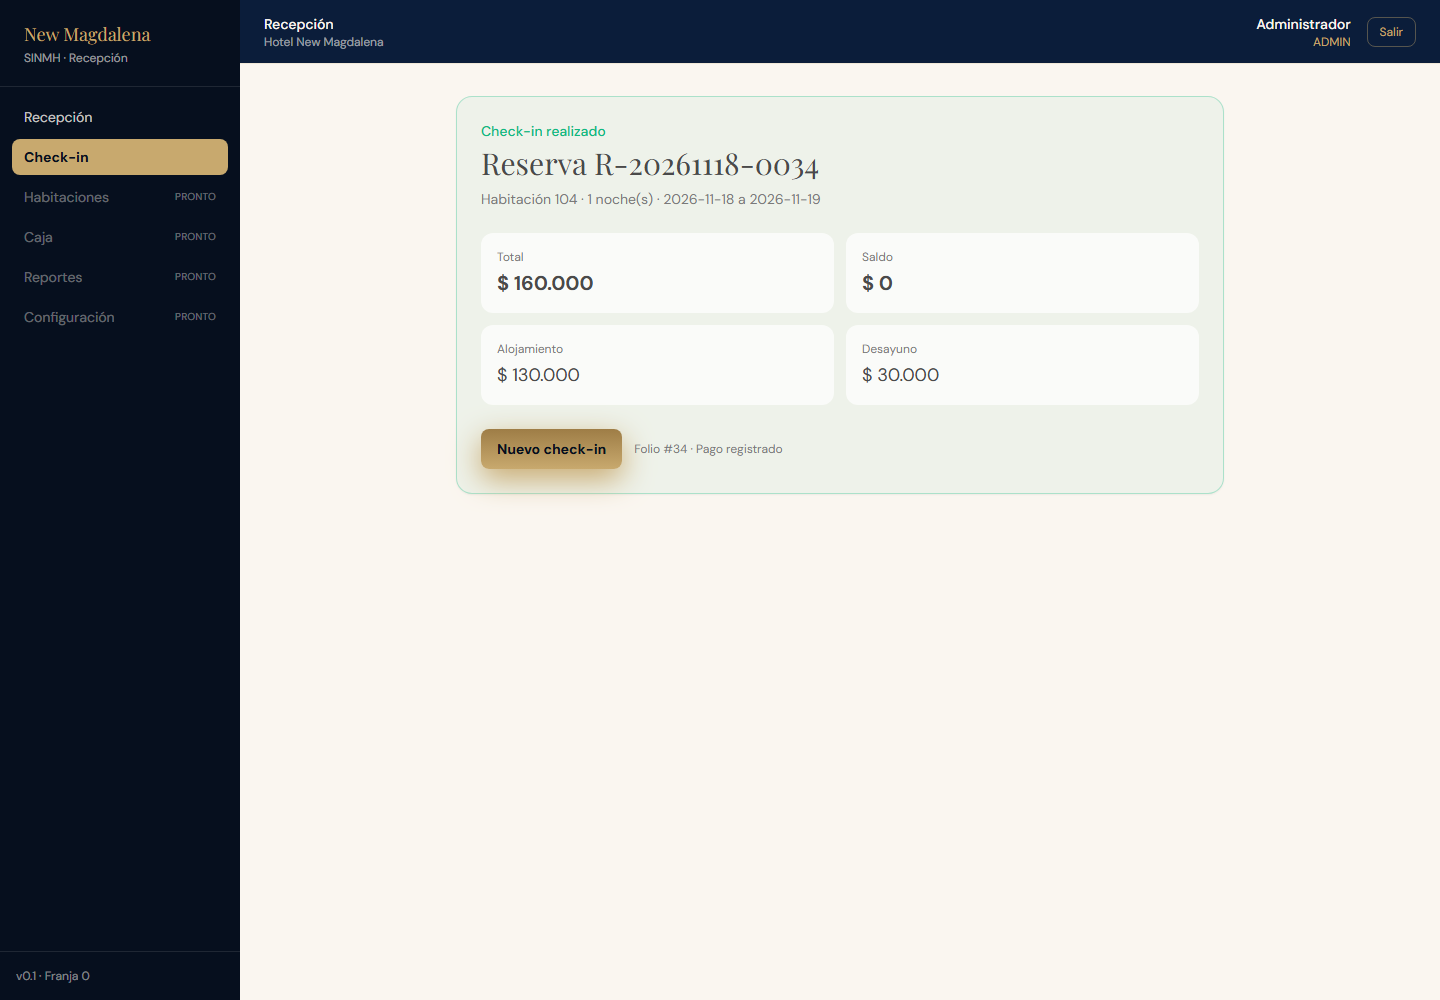 New Magdalena
SINMH · Recepción
Recepción
Check-in
Habitaciones PRONTO
Caja PRONTO
Reportes PRONTO
Configuración PRONTO
v0.1 · Franja 0
Recepción
Hotel New Magdalena
Administrador
ADMIN
Salir
Check-in realizado
Reserva R-20261118-0034
Habitación 104 · 1 noche(s) · 2026-11-18 a 2026-11-19
Total
$ 160.000
Saldo
$ 0
Alojamiento
$ 130.000
Desayuno
$ 30.000
Nuevo check-in
Folio #34 · Pago registrado